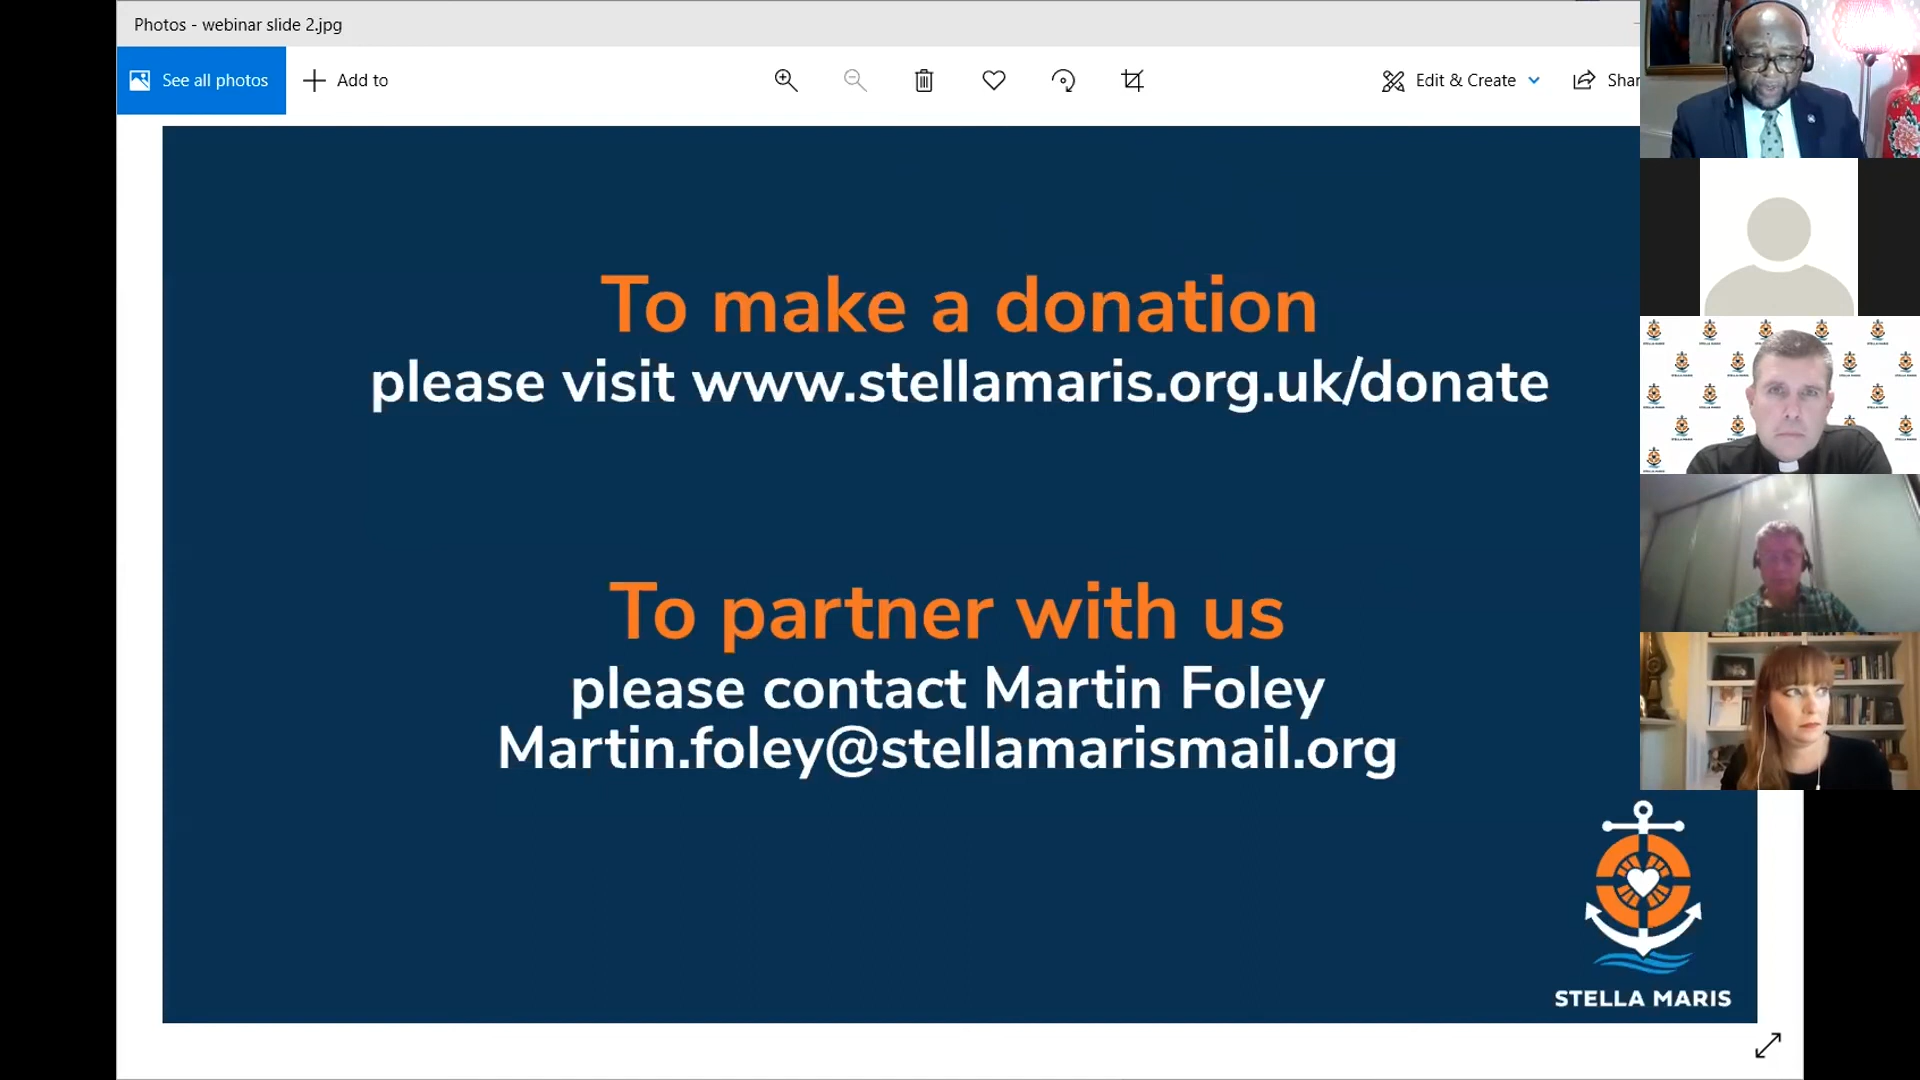 Photos - webinar slide 2.jpg
See all photos
Add to
Edit & Create
To make a donation
please visit www.stellamaris.org.uk/donate
To partner with us
please contact Martin Foley
Martin.foley@stellamarismail.org
STELLA MARIS